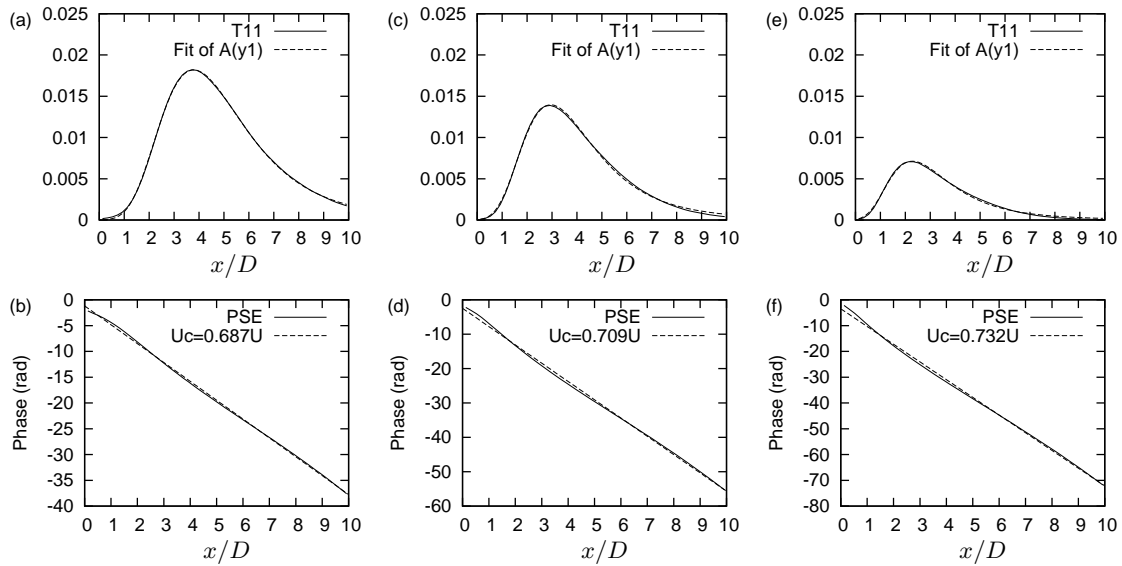 (a)
T11
Fit of A(y1)
0.025
0.02
0.015
0.01
0.005
0
0 1 2 3 4 5 6 7 8 9 10
x/D
(c)
T11
Fit of A(y1)
0.025
0.02
0.015
0.01
0.005
0
0 1 2 3 4 5 6 7 8 9 10
x/D
(e)
T11
Fit of A(y1)
0.025
0.02
0.015
0.01
0.005
0
0 1 2 3 4 5 6 7 8 9 10
x/D
(b)
PSE
Uc=0.687U
Phase (rad)
0
-5
-10
-15
-20
-25
-30
-35
-40
0 1 2 3 4 5 6 7 8 9 10
x/D
(d)
PSE
Uc=0.709U
Phase (rad)
0
-10
-20
-30
-40
-50
-60
0 1 2 3 4 5 6 7 8 9 10
x/D
(f)
PSE
Uc=0.732U
Phase (rad)
0
-10
-20
-30
-40
-50
-60
-70
-80
0 1 2 3 4 5 6 7 8 9 10
x/D